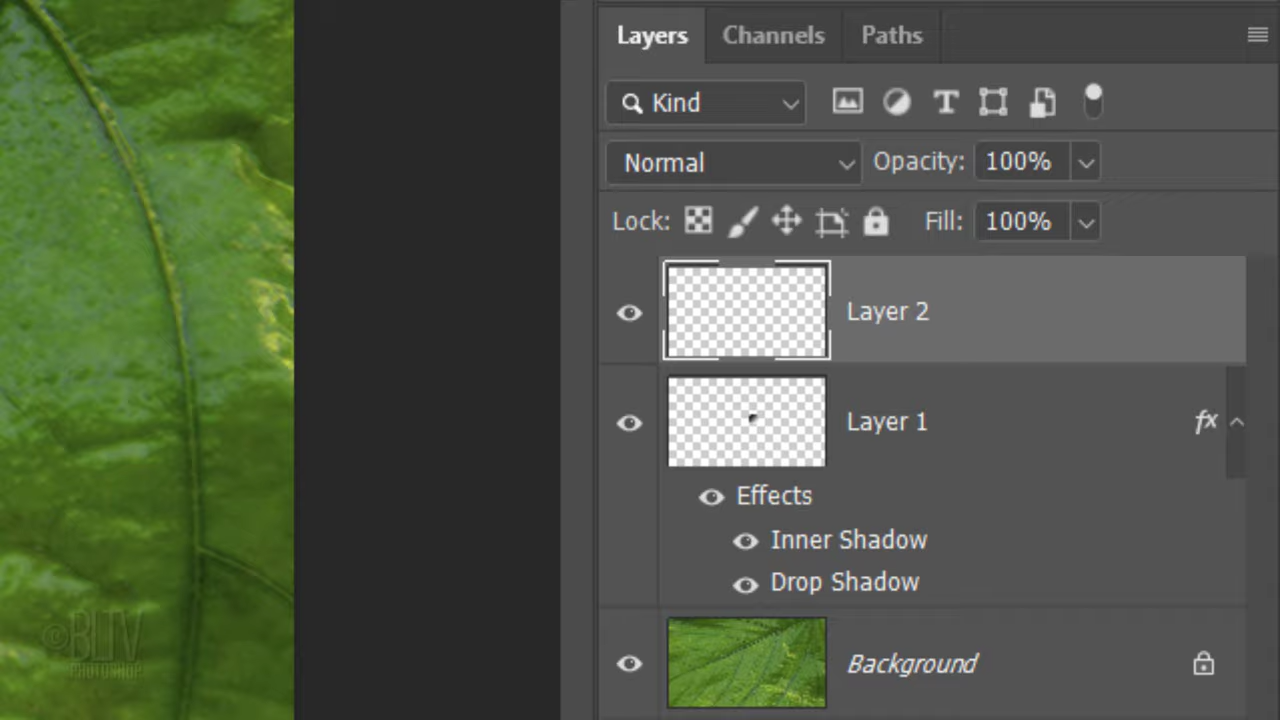 Layers Channels Paths
Kind
Normal Opacity: 100%
Lock: Fill: 100%
Layer 2
Layer 1 fx
Effects
Inner Shadow
Drop Shadow
Background
©BLTV
PHOTOSHOP